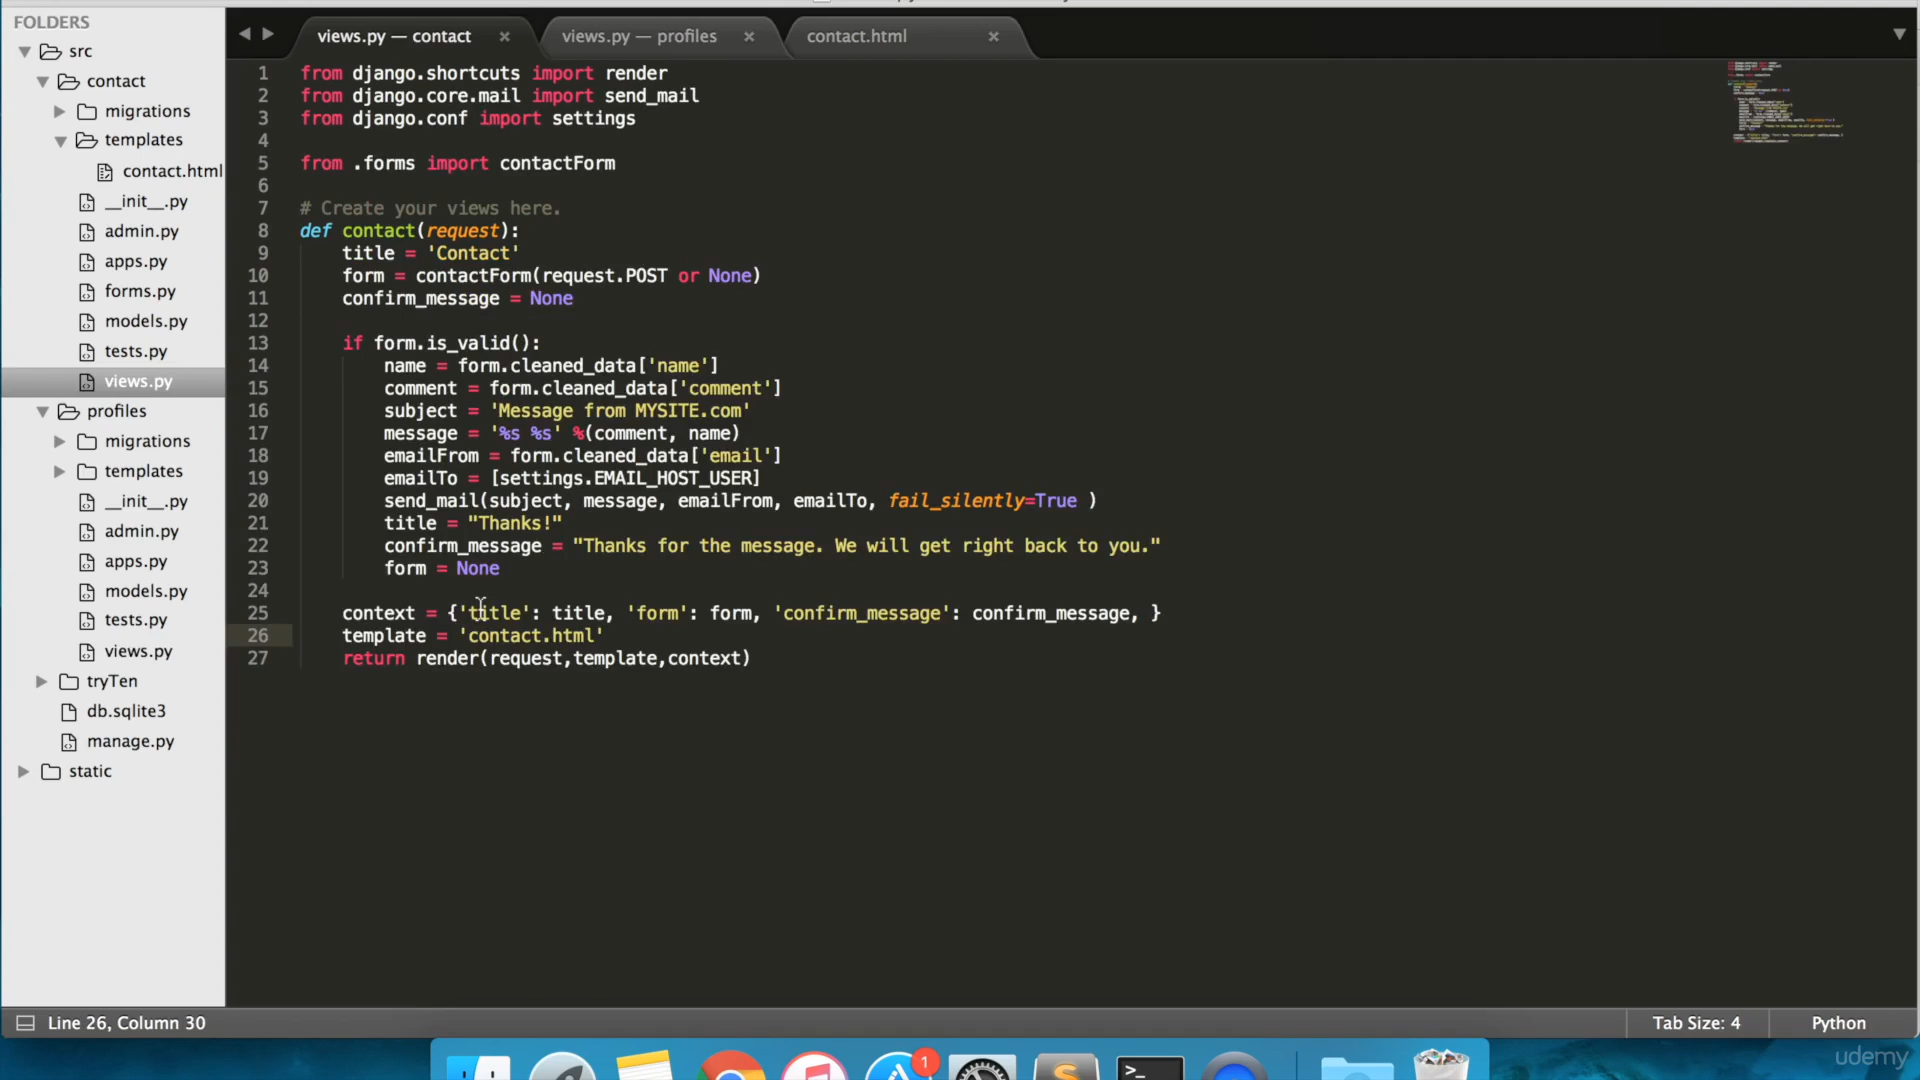 FOLDERS
src
contact
migrations
templates
contact.html
__init__.py
admin.py
apps.py
forms.py
models.py
tests.py
views.py
profiles
migrations
templates
__init__.py
admin.py
apps.py
models.py
tests.py
views.py
tryTen
db.sqlite3
manage.py
static
views.py — contact
views.py — profiles
contact.html
1 from django.shortcuts import render
2 from django.core.mail import send_mail
3 from django.conf import settings
4
5 from .forms import contactForm
6
7 # Create your views here.
8 def contact(request):
9 title = 'Contact'
10 form = contactForm(request.POST or None)
11 confirm_message = None
12
13 if form.is_valid():
14 name = form.cleaned_data['name']
15 comment = form.cleaned_data['comment']
16 subject = 'Message from MYSITE.com'
17 message = '%s %s' %(comment, name)
18 emailFrom = form.cleaned_data['email']
19 emailTo = [settings.EMAIL_HOST_USER]
20 send_mail(subject, message, emailFrom, emailTo, fail_silently=True )
21 title = "Thanks!"
22 confirm_message = "Thanks for the message. We will get right back to you."
23 form = None
24
25 context = {'title': title, 'form': form, 'confirm_message': confirm_message, }
26 template = 'contact.html'
27 return render(request,template,context)
Line 26, Column 30
Tab Size: 4
Python
1
udemy